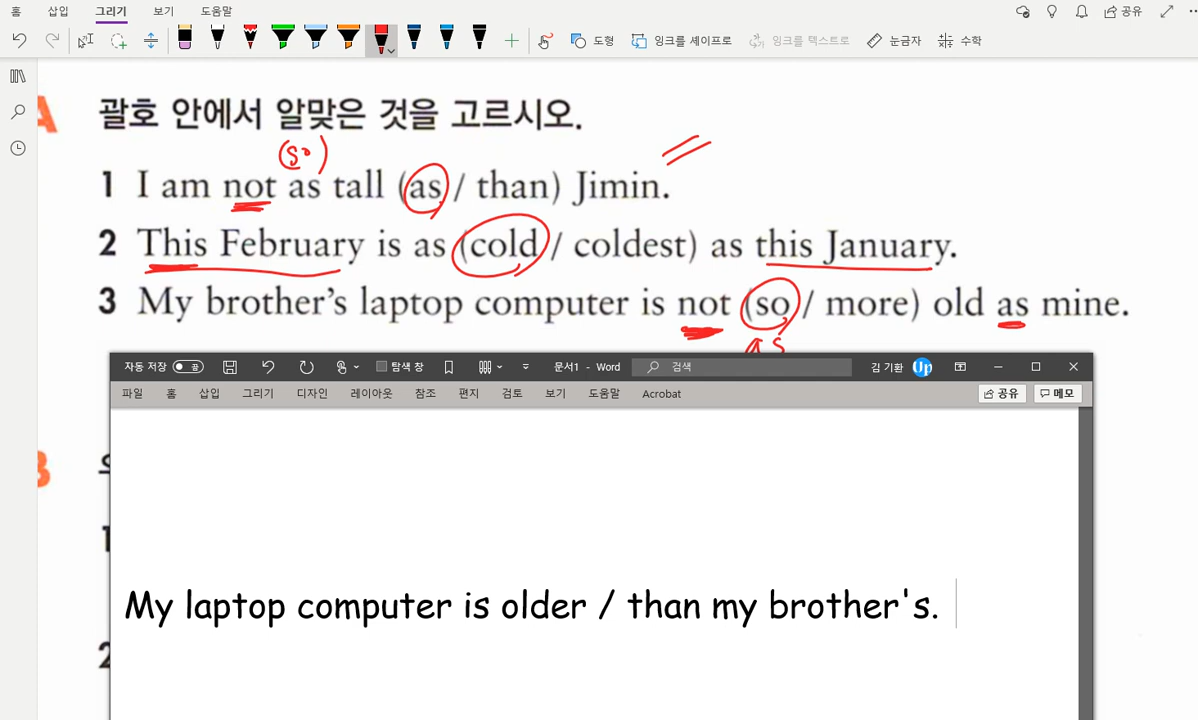 홈 삽입 그리기 보기 도움말
공유
도형 잉크를 셰이프로 잉크를 텍스트로 눈금자 수학
A 괄호 안에서 알맞은 것을 고르시오.
(so)
1 I am not as tall (as / than) Jimin.
2 This February is as (cold / coldest) as this January.
3 My brother's laptop computer is not (so / more) old as mine.
as
자동 저장 끔 탐색 창 문서1 - Word 검색 김 기환 Up
파일 홈 삽입 그리기 디자인 레이아웃 참조 편지 검토 보기 도움말 Acrobat 공유 메모
B
1
My laptop computer is older / than my brother's.
2